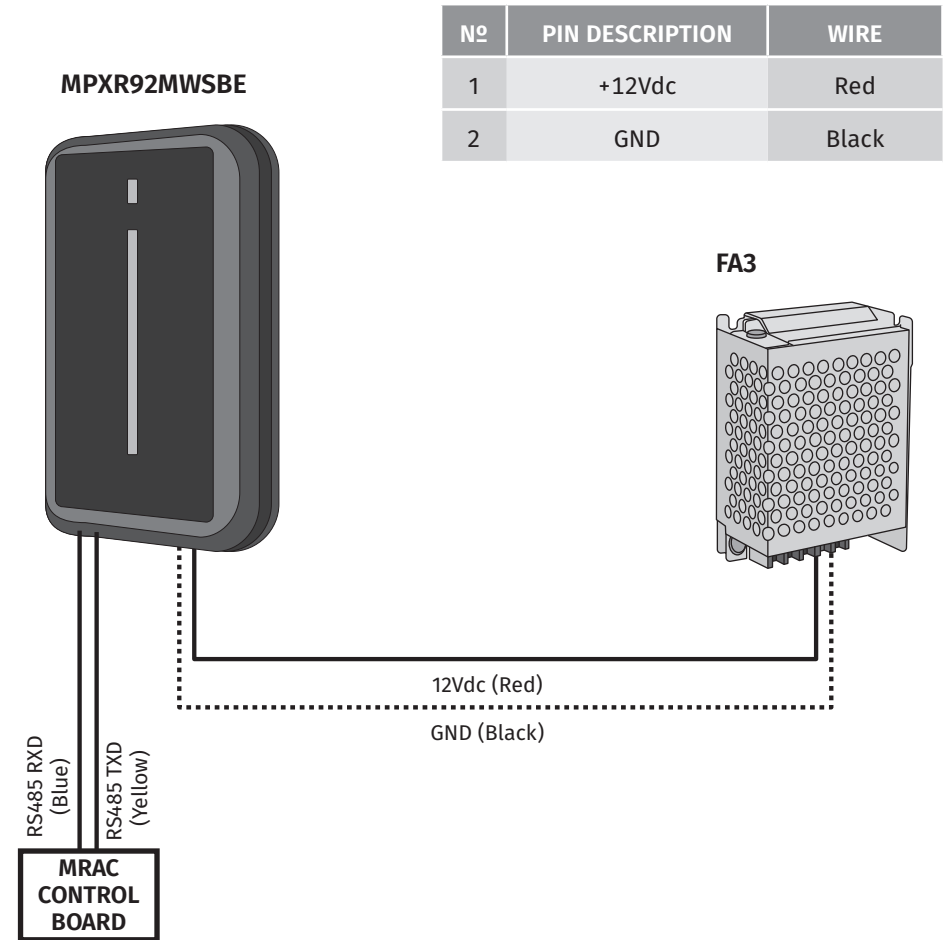 Nº PIN DESCRIPTION WIRE
1 +12Vdc Red
2 GND Black
MPXR92MWSBE
FA3
12Vdc (Red)
GND (Black)
RS485 RXD
(Blue)
RS485 TXD
(Yellow)
MRAC
CONTROL
BOARD